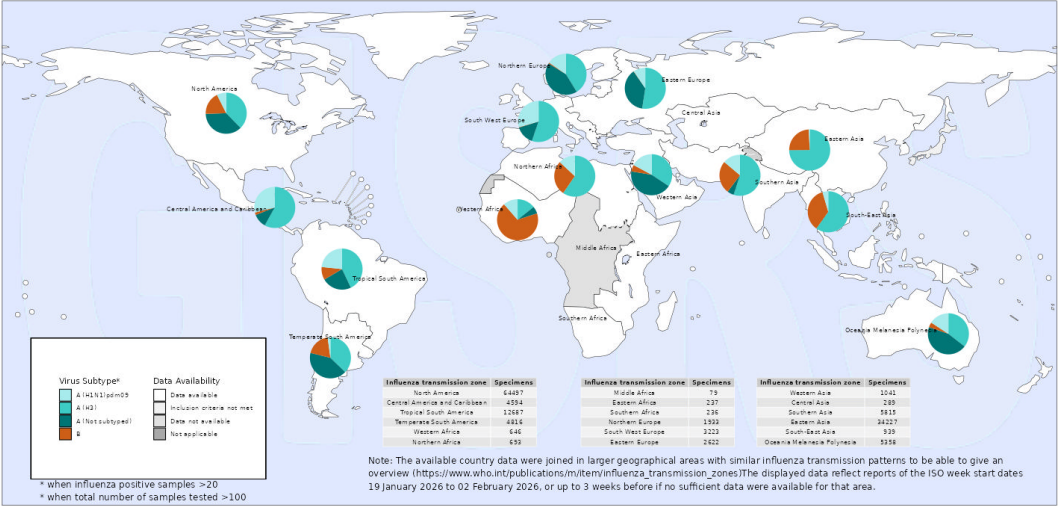 Northern Europe
Eastern Europe
North America
Central Asia
South West Europe
Eastern Asia
Northern Africa
Southern Asia
Western Asia
Central America and Caribbean
Western Africa
South-East Asia
Middle Africa
Eastern Africa
Tropical South America
Southern Africa
Oceania Melanesia Polynesia
Temperate South America
Virus Subtype* Data Availability
A(H1N1)pdm09 Data available
A(H3) Inclusion criteria not met
A(Not subtyped) Data not available
B Not applicable
* when influenza positive samples >20
* when total number of samples tested >100
Influenza transmission zone Specimens
North America 64497
Central America and Caribbean 4594
Tropical South America 12687
Temperate South America 4816
Western Africa 646
Northern Africa 693
Influenza transmission zone Specimens
Middle Africa 79
Eastern Africa 237
Southern Africa 236
Northern Europe 1933
South West Europe 3223
Eastern Europe 2622
Influenza transmission zone Specimens
Western Asia 1041
Central Asia 289
Southern Asia 5815
Eastern Asia 34227
South-East Asia 939
Oceania Melanesia Polynesia 5358
Note: The available country data were joined in larger geographical areas with similar influenza transmission patterns to be able to give an
overview (https://www.who.int/publications/m/item/influenza_transmission_zones)The displayed data reflect reports of the ISO week start dates
19 January 2026 to 02 February 2026, or up to 3 weeks before if no sufficient data were available for that area.